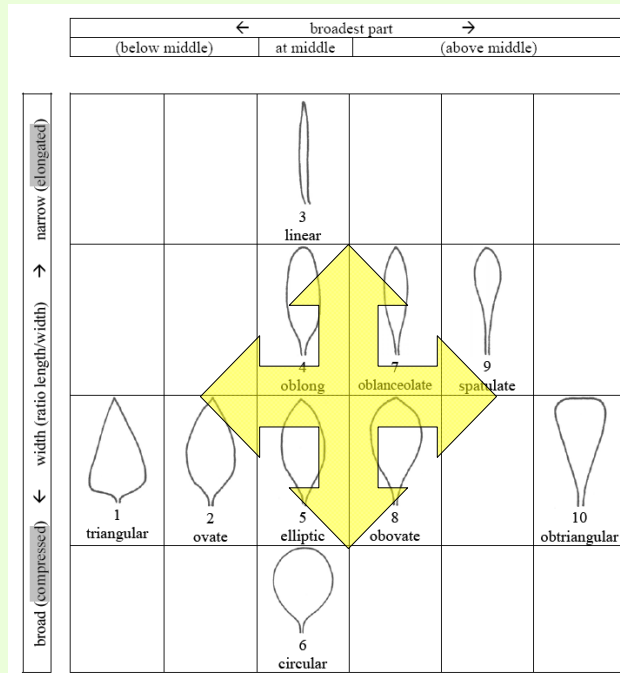 ← broadest part →
(below middle) at middle (above middle)
broad (compressed) ← width (ratio length/width) → narrow (elongated)
3
linear
4 7 9
oblong oblanceolate spatulate
1 2 5 8 10
triangular ovate elliptic obovate obtriangular
6
circular